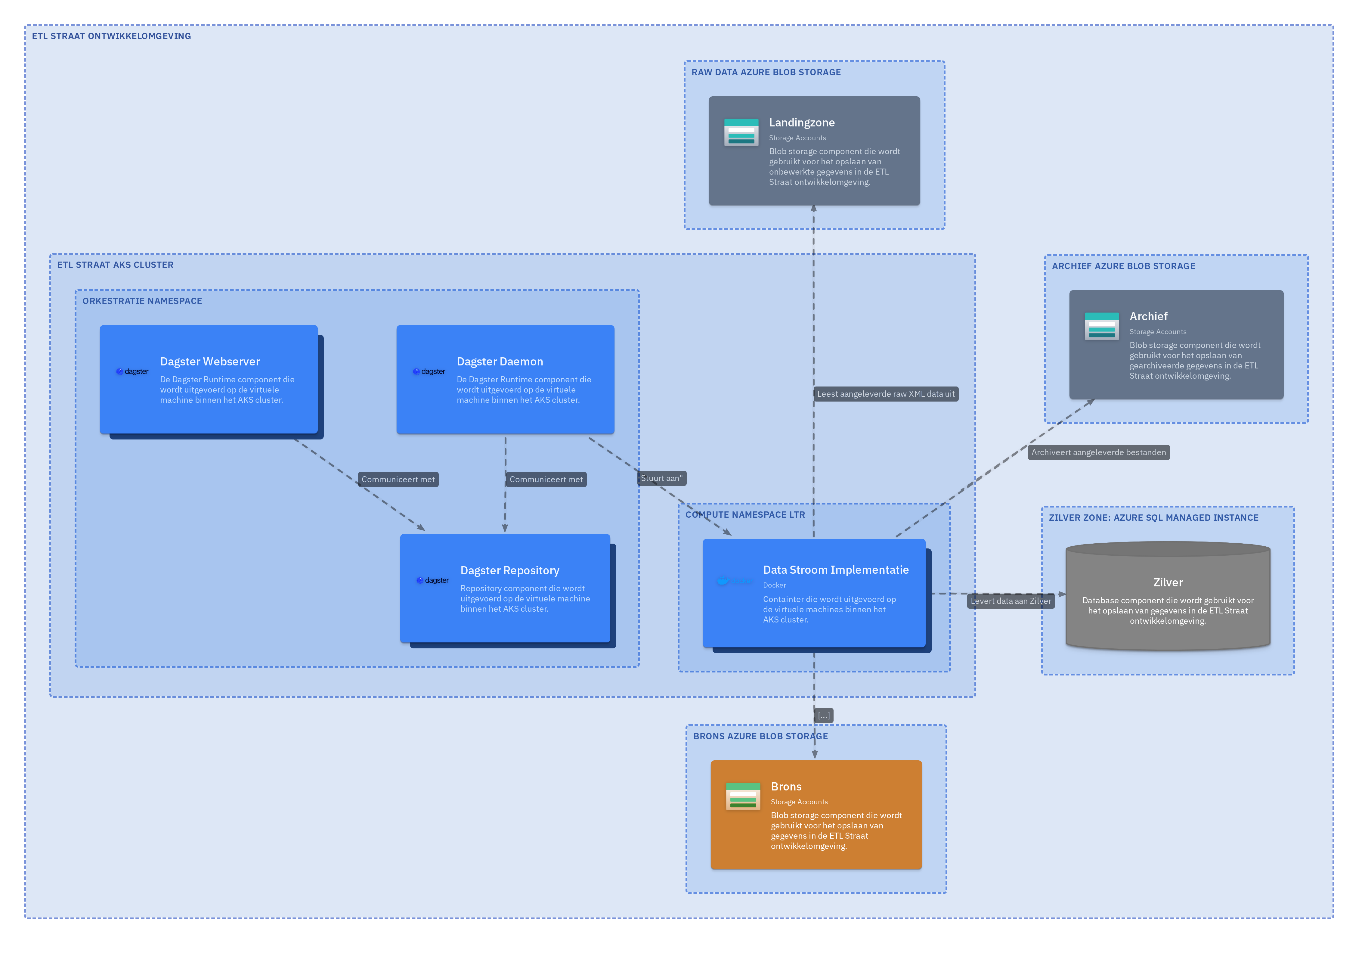 ETL STRAAT ONTWIKKELOMGEVING
RAW DATA AZURE BLOB STORAGE
Landingzone
Storage Accounts
Blob storage component die wordt
gebruikt voor het opslaan van
onbewerkte gegevens in de ETL
Straat ontwikkelomgeving.
ETL STRAAT AKS CLUSTER
ORKESTRATIE NAMESPACE
dagster
Dagster Webserver
De Dagster Runtime component die
wordt uitgevoerd op de virtuele
machine binnen het AKS cluster.
dagster
Dagster Daemon
De Dagster Runtime component die
wordt uitgevoerd op de virtuele
machine binnen het AKS cluster.
ARCHIEF AZURE BLOB STORAGE
Archief
Storage Accounts
Blob storage component die wordt
gebruikt voor het opslaan van
gearchiveerde gegevens in de ETL
Straat ontwikkelomgeving.
Leest aangeleverde raw XML data uit
Archiveert aangeleverde bestanden
Communiceert met
Communiceert met
Stuurt aan'
dagster
Dagster Repository
Repository component die wordt
uitgevoerd op de virtuele machine
binnen het AKS cluster.
COMPUTE NAMESPACE LTR
Data Stroom Implementatie
Docker
Containter die wordt uitgevoerd op
de virtuele machines binnen het
AKS cluster.
Levert data aan Zilver
ZILVER ZONE: AZURE SQL MANAGED INSTANCE
Zilver
Database component die wordt gebruikt voor
het opslaan van gegevens in de ETL Straat
ontwikkelomgeving.
[...]
BRONS AZURE BLOB STORAGE
Brons
Storage Accounts
Blob storage component die wordt
gebruikt voor het opslaan van
gegevens in de ETL Straat
ontwikkelomgeving.